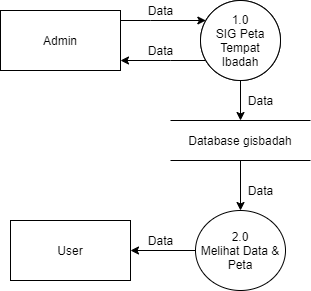 Data
Admin
Data
1.0
SIG Peta
Tempat
Ibadah
Data
Database gisbadah
Data
User
Data
2.0
Melihat Data &
Peta